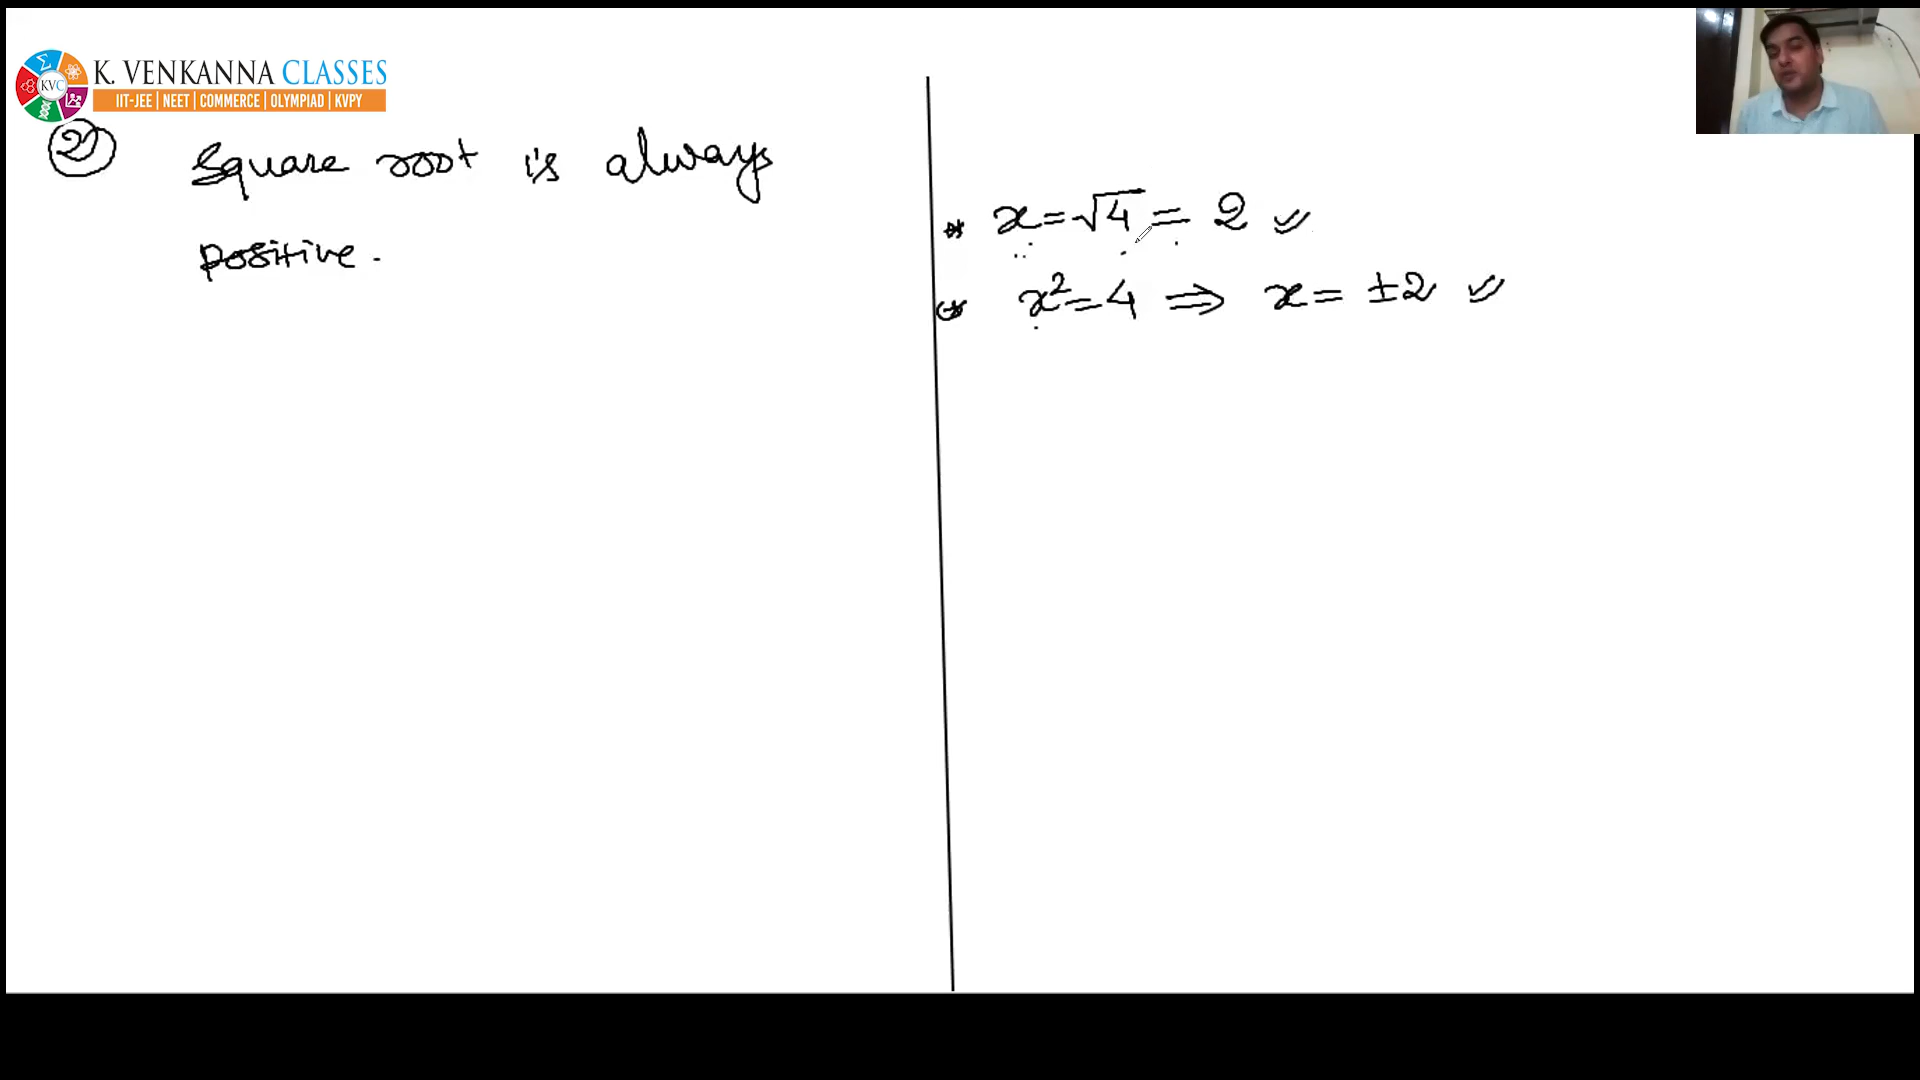 KVC
K. VENKANNA CLASSES
IIT-JEE | NEET | COMMERCE | OLYMPIAD | KVPY
2
Square root is always
positive.
* x = √4 = 2
* x² = 4 ⇒ x = ±2